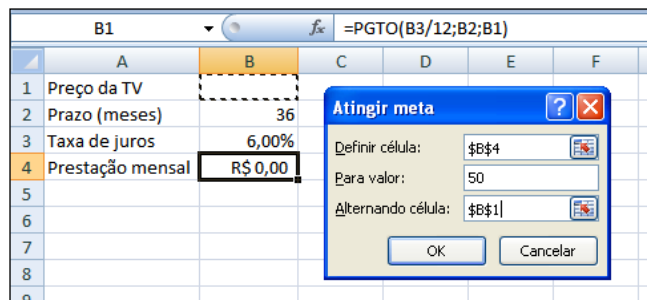 B1 fx =PGTO(B3/12;B2;B1)
A B C D E F
1 Preço da TV
2 Prazo (meses) 36
3 Taxa de juros 6,00%
4 Prestação mensal R$ 0,00
5
6
7
8
9
Atingir meta ?
Definir célula: $B$4
Para valor: 50
Alternando célula: $B$1
OK Cancelar